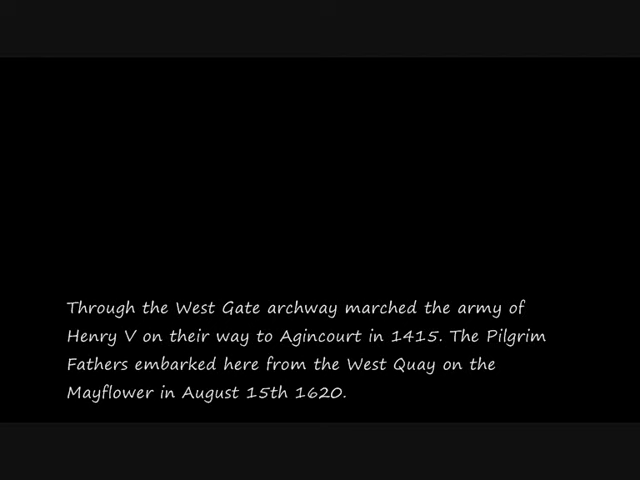 Through the West Gate archway marched the army of
Henry V on their way to Agincourt in 1415. The Pilgrim
Fathers embarked here from the West Quay on the
Mayflower in August 15th 1620.